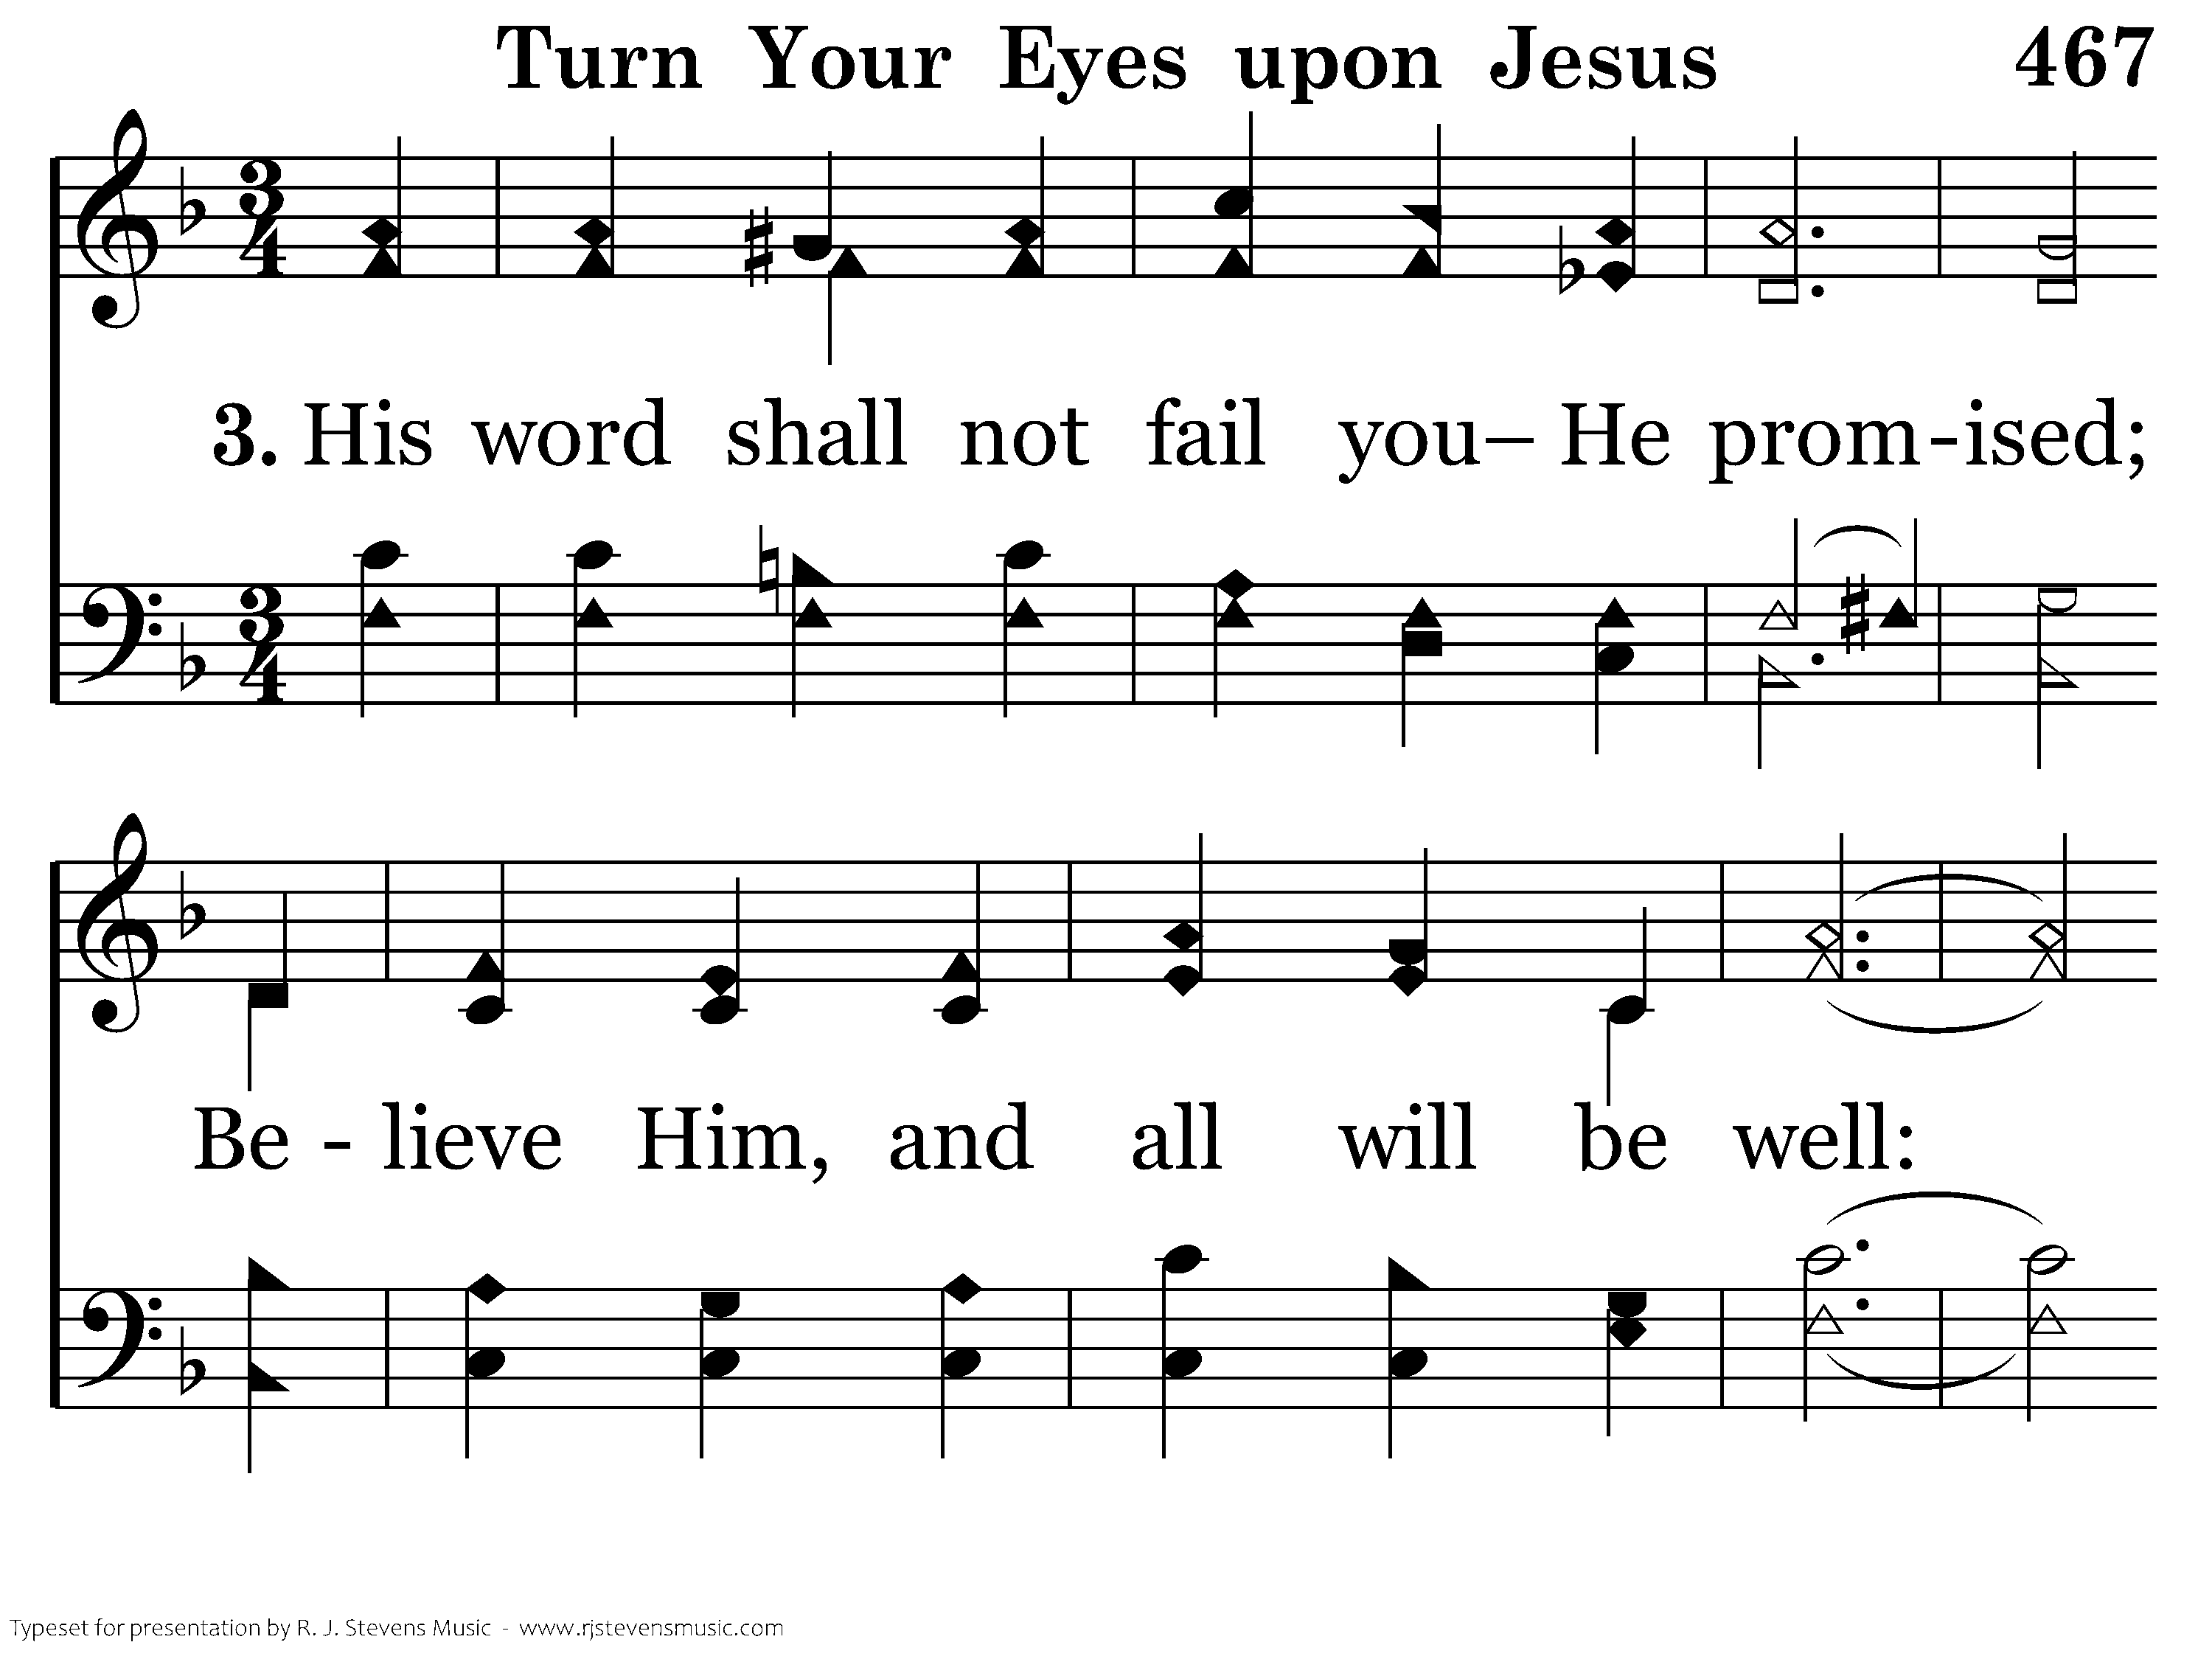 Turn Your Eyes upon Jesus 467
3. His word shall not fail you– He prom-ised;
Be - lieve Him, and all will be well:
Typeset for presentation by R. J. Stevens Music - www.rjstevensmusic.com